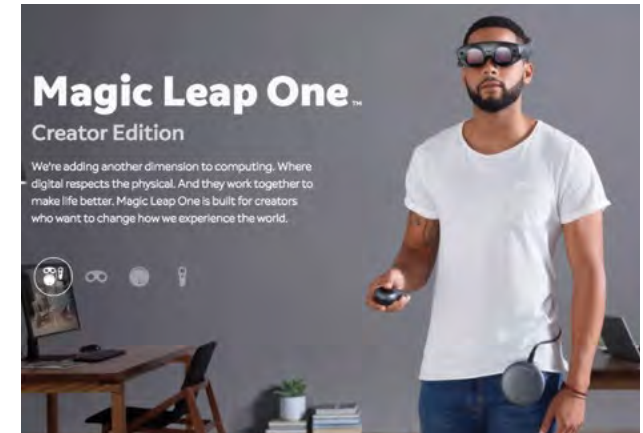 Magic Leap One™
Creator Edition
We're adding another dimension to computing. Where
digital respects the physical. And they work together to
make life better. Magic Leap One is built for creators
who want to change how we experience the world.